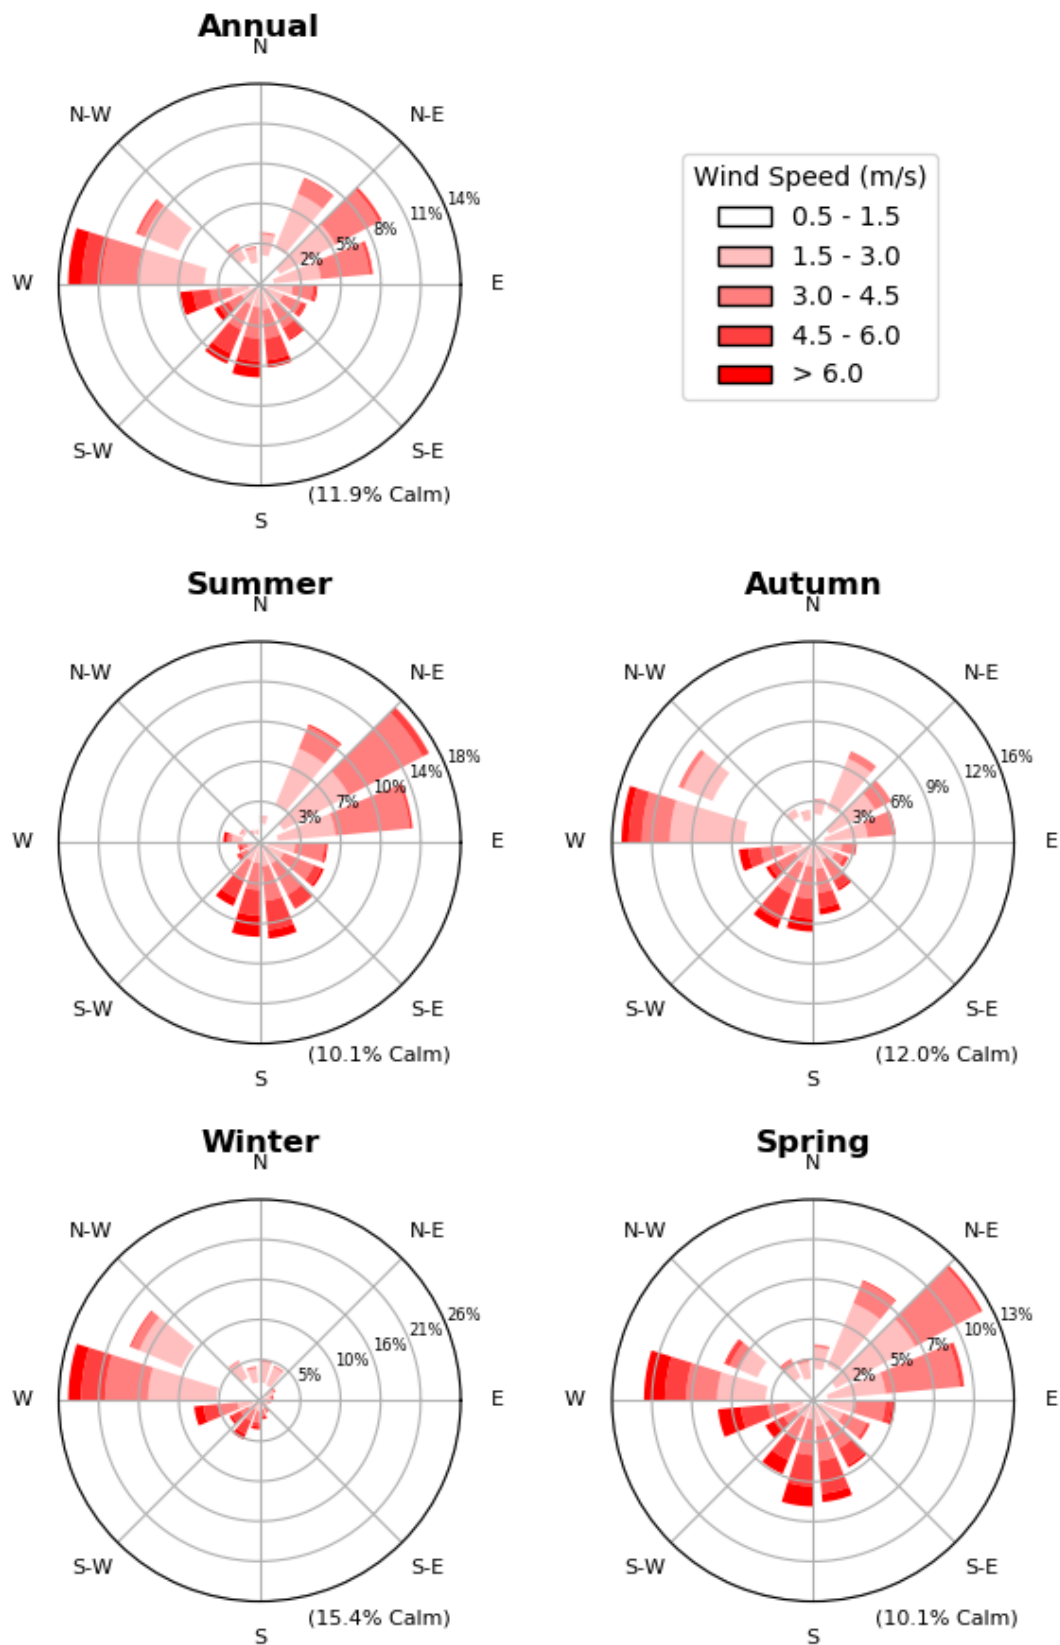 Annual
N
N-W
N-E
14%
11%
8%
5%
2%
W
E
S-W
S-E
(11.9% Calm)
S
Wind Speed (m/s)
0.5 - 1.5
1.5 - 3.0
3.0 - 4.5
4.5 - 6.0
> 6.0
Summer
N
N-W
N-E
18%
14%
10%
7%
3%
W
E
S-W
S-E
(10.1% Calm)
S
Autumn
N
N-W
N-E
16%
12%
9%
6%
3%
W
E
S-W
S-E
(12.0% Calm)
S
Winter
N
N-W
N-E
26%
21%
16%
10%
5%
W
E
S-W
S-E
(15.4% Calm)
S
Spring
N
N-W
N-E
13%
10%
7%
5%
2%
W
E
S-W
S-E
(10.1% Calm)
S